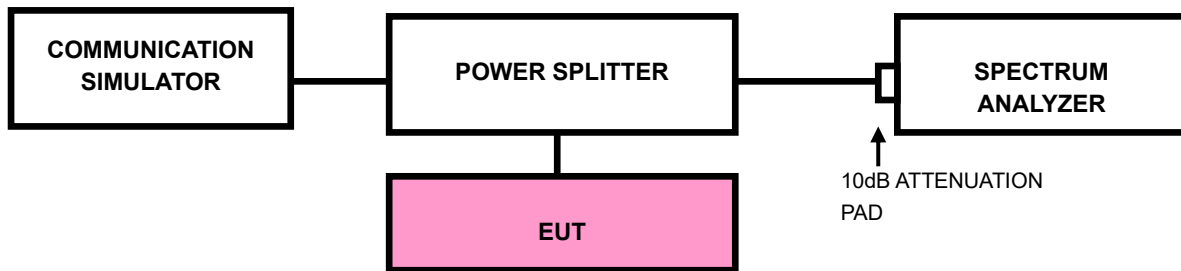 COMMUNICATION
SIMULATOR
POWER SPLITTER
SPECTRUM
ANALYZER
10dB ATTENUATION
PAD
EUT